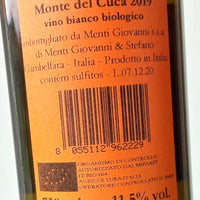 Monte del Cuca 2019
vino bianco biologico
imbottigliato da Menti Giovanni s.s.
di Menti Giovanni & Stefano
Gambellara - Italia - Prodotto in Italia
contém sulfitos - L.07.12.20
8 055112 962229
ORGANISMO DI CONTROLLO
AUTORIZZATO DAL MIPAAFT
IT BIO 004
AGRICOLTURA ITALIA
OPERATORE CONTROLLATO N.
11,5% vol.